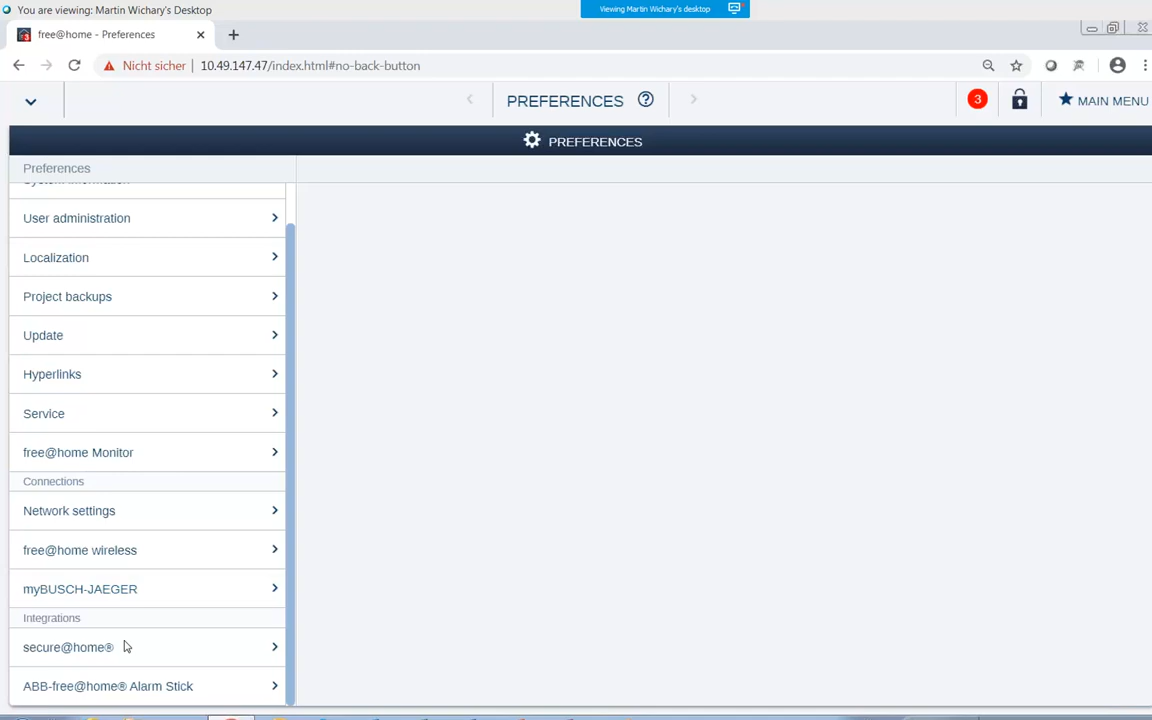 You are viewing: Martin Wichary's Desktop
Viewing Martin Wichary's desktop
free@home - Preferences
Nicht sicher
10.49.147.47/index.html#no-back-button
PREFERENCES
3
MAIN MENU
PREFERENCES
Preferences
System information
User administration
Localization
Project backups
Update
Hyperlinks
Service
free@home Monitor
Connections
Network settings
free@home wireless
myBUSCH-JAEGER
Integrations
secure@home®
ABB-free@home® Alarm Stick